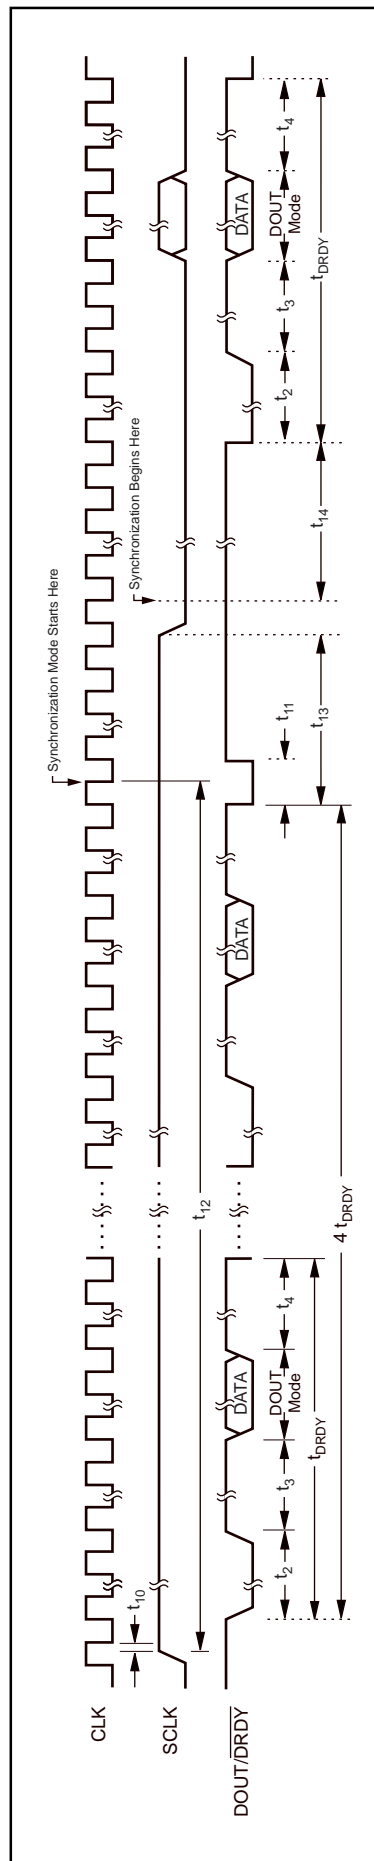 Synchronization Mode Starts Here
Synchronization Begins Here
CLK
t10
SCLK
t12
DOUT/DRDY
DATA
DATA
DATA
t2
t3
DOUT
Mode
t4
t11
t2
t3
DOUT
Mode
t4
tDRDY
t13
t14
tDRDY
4 tDRDY